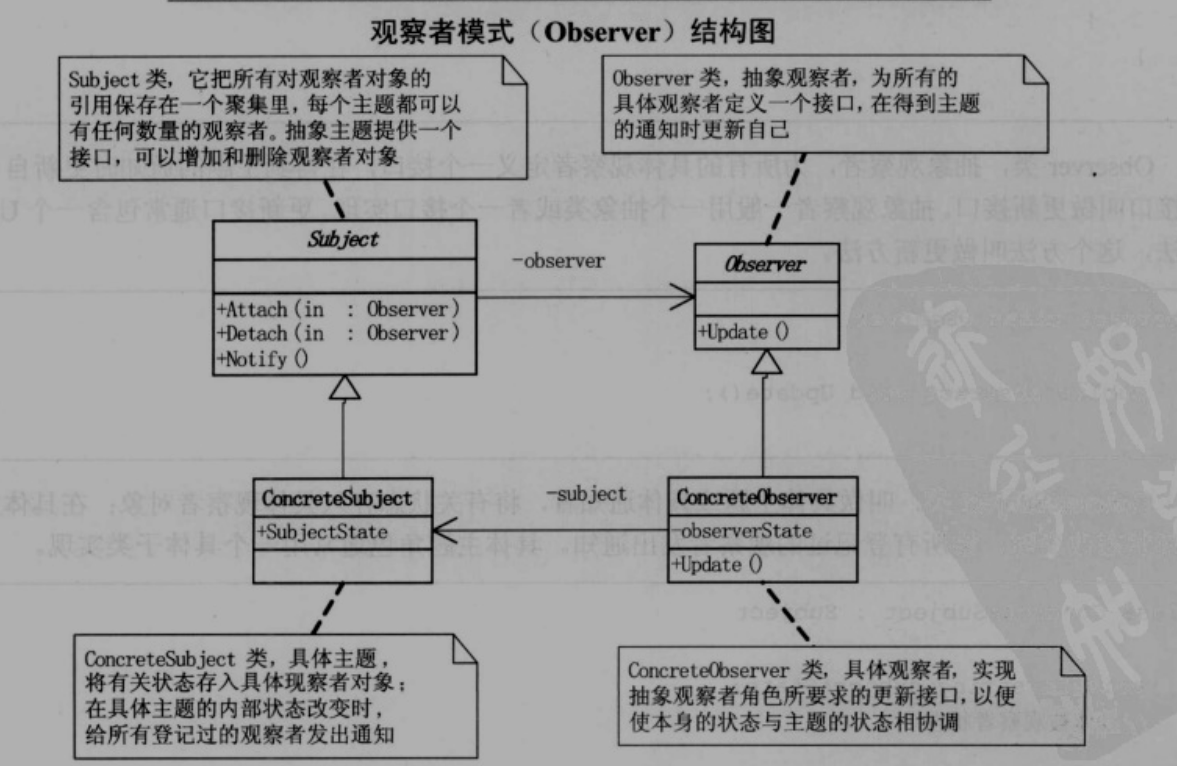 观察者模式（Observer）结构图
Subject 类，它把所有对观察者对象的
引用保存在一个聚集里，每个主题都可以
有任何数量的观察者。抽象主题提供一个
接口，可以增加和删除观察者对象
Observer 类，抽象观察者，为所有的
具体观察者定义一个接口，在得到主题
的通知时更新自己
Subject
+Attach(in : Observer)
+Detach(in : Observer)
+Notify()
-observer
Observer
+Update()
ConcreteSubject
+SubjectState
-subject
ConcreteObserver
-observerState
+Update()
ConcreteSubject 类，具体主题，
将有关状态存入具体现察者对象；
在具体主题的内部状态改变时，
给所有登记过的观察者发出通知
ConcreteObserver 类，具体观察者，实现
抽象观察者角色所要求的更新接口，以便
使本身的状态与主题的状态相协调